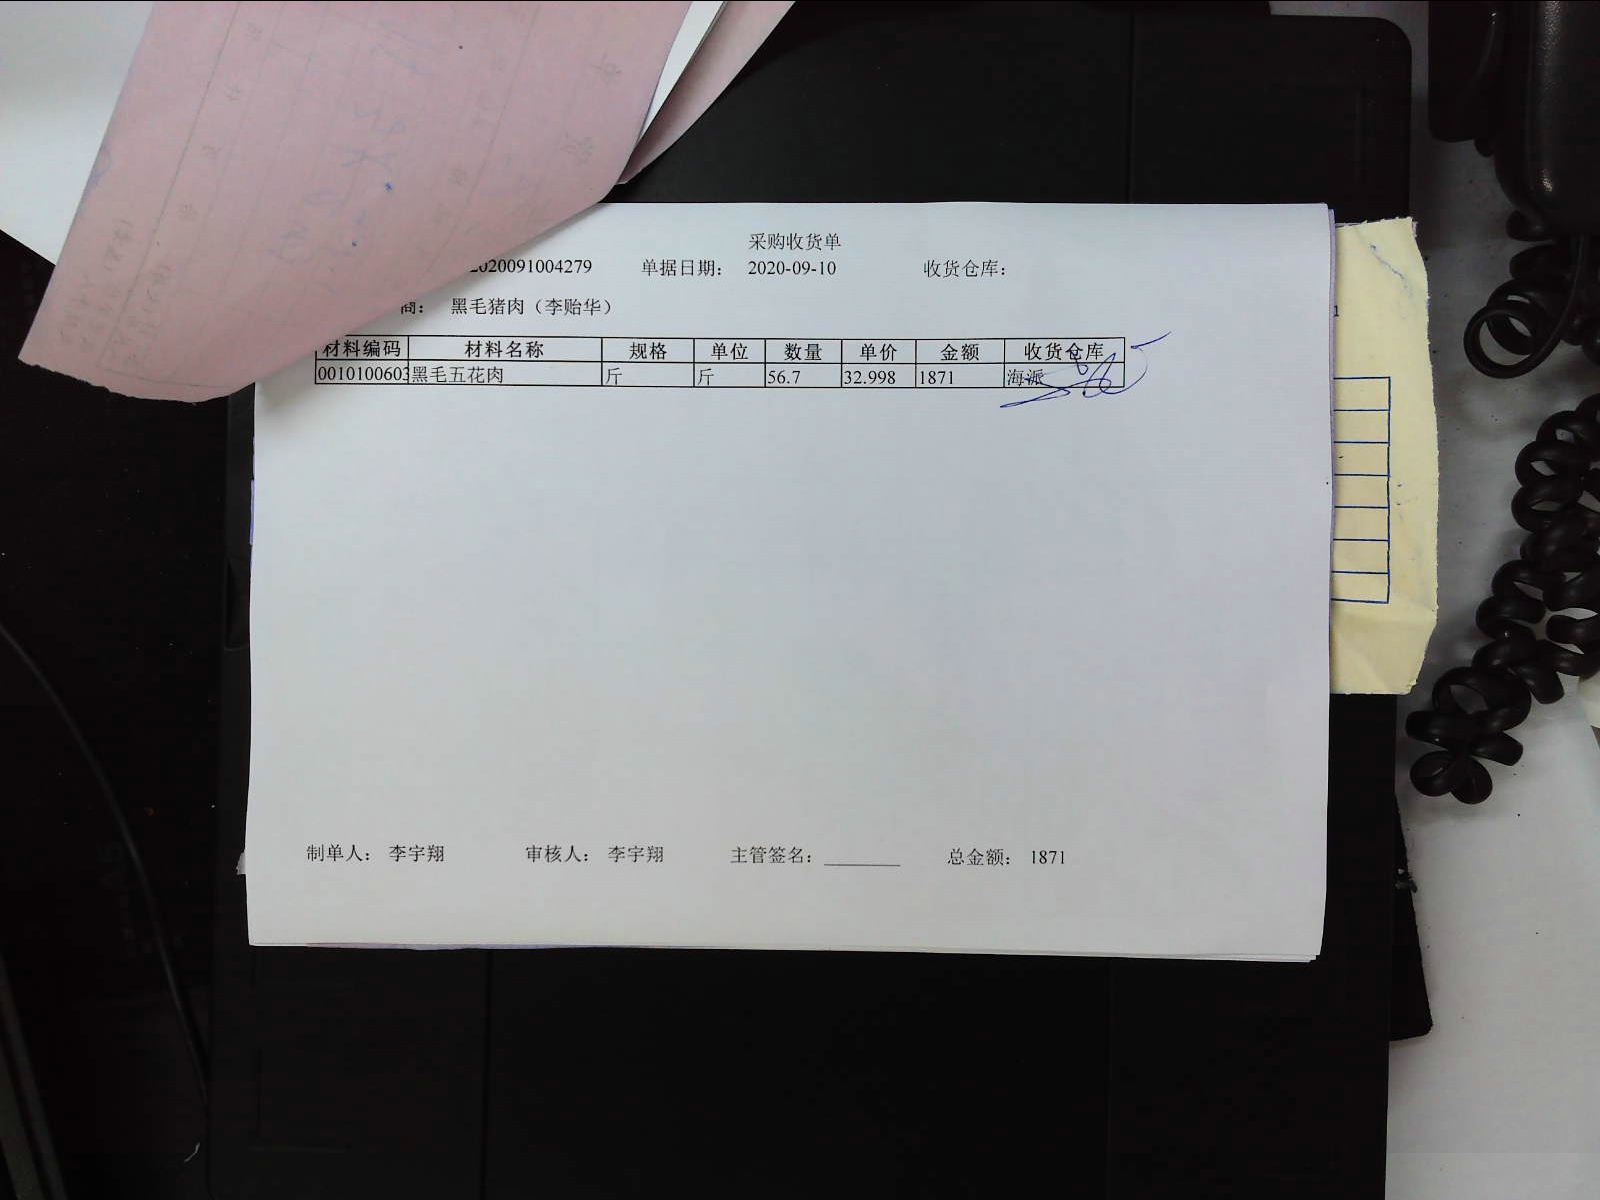 采购收货单
2020091004279 单据日期： 2020-09-10 收货仓库：
商： 黑毛猪肉（李贻华）
材料编码 材料名称 规格 单位 数量 单价 金额 收货仓库
0010100603 黑毛五花肉 斤 斤 56.7 32.998 1871 海派
制单人： 李宇翔 审核人： 李宇翔 主管签名： 总金额： 1871